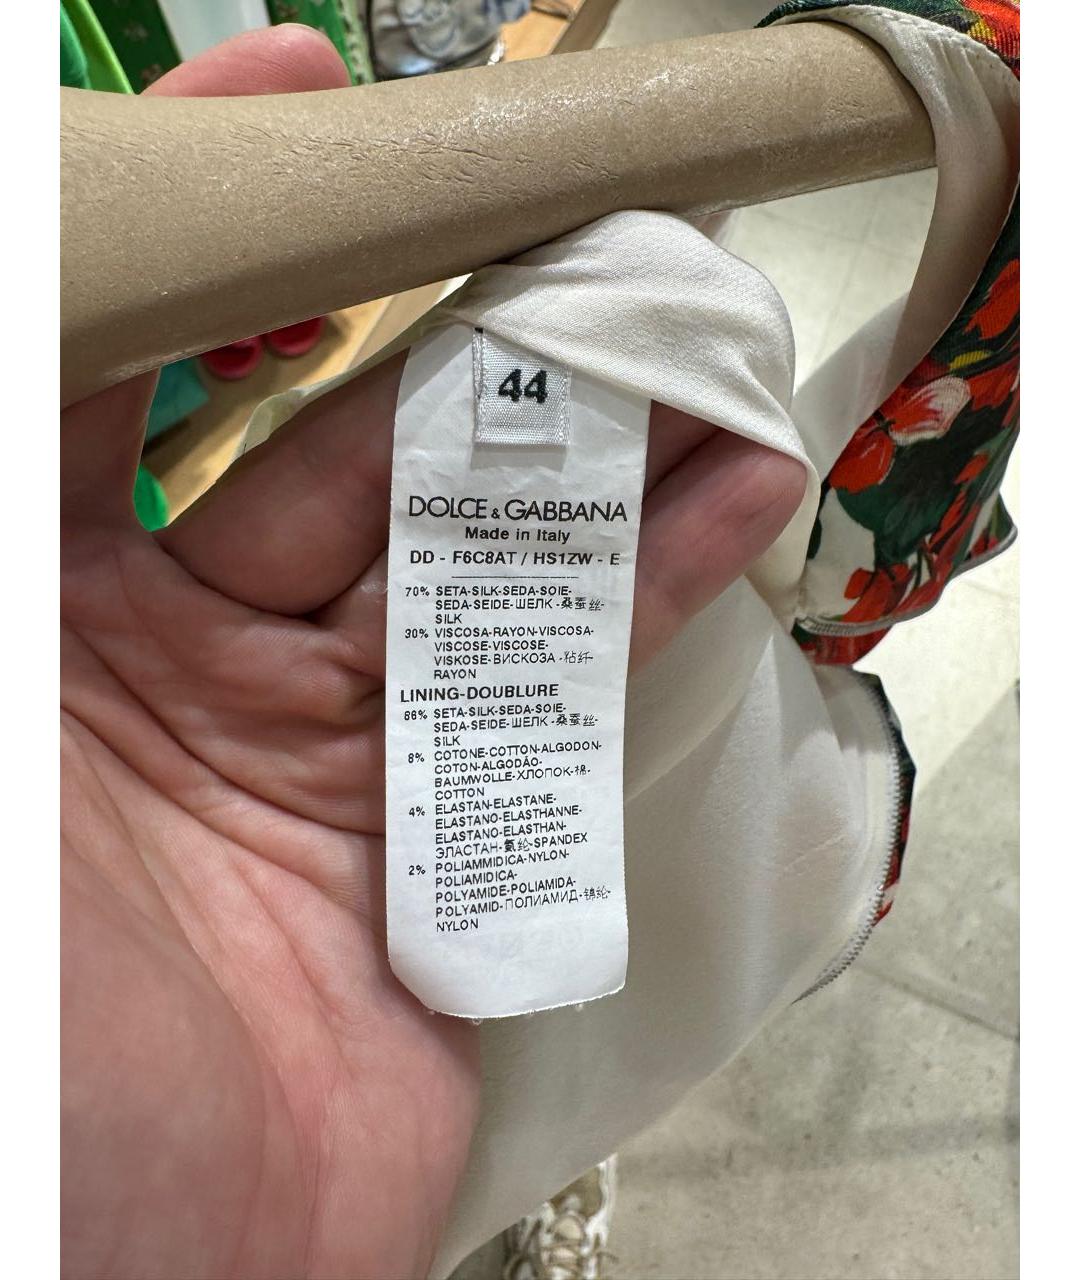 44
DOLCE & GABBANA
Made in Italy
DD - F6C8AT / HS1ZW - E
70% SETA-SILK-SEDA-SOIE-
SEDA-SEIDE-ШЕЛК-桑蚕丝-
SILK
30% VISCOSA-RAYON-VISCOSA-
VISCOSE-VISCOSE-
VISKOSE-ВИСКОЗА-粘纤-
RAYON
LINING-DOUBLURE
86% SETA-SILK-SEDA-SOIE-
SEDA-SEIDE-ШЕЛК-桑蚕丝-
SILK
8% COTONE-COTTON-ALGODON-
COTON-ALGODÃO-
BAUMWOLLE-ХЛОПОК-棉-
COTTON
4% ELASTAN-ELASTANE-
ELASTANO-ELASTHANNE-
ELASTANO-ELASTHAN-
ЭЛАСТАН-氨纶-SPANDEX
2% POLIAMMIDICA-NYLON-
POLIAMIDICA-
POLYAMIDE-POLIAMIDA-
POLYAMID-ПОЛИАМИД-锦纶-
NYLON